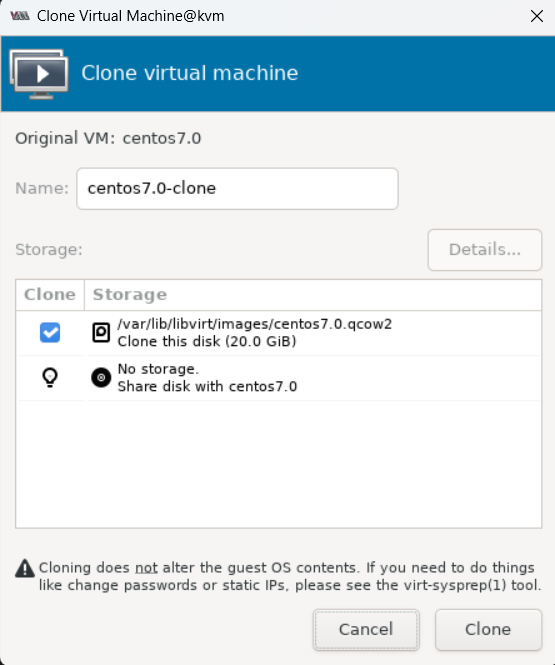 Clone Virtual Machine@kvm
Clone virtual machine
Original VM: centos7.0
Name: centos7.0-clone
Storage: Details...
Clone Storage
/var/lib/libvirt/images/centos7.0.qcow2
Clone this disk (20.0 GiB)
No storage.
Share disk with centos7.0
Cloning does not alter the guest OS contents. If you need to do things
like change passwords or static IPs, please see the virt-sysprep(1) tool.
Cancel Clone